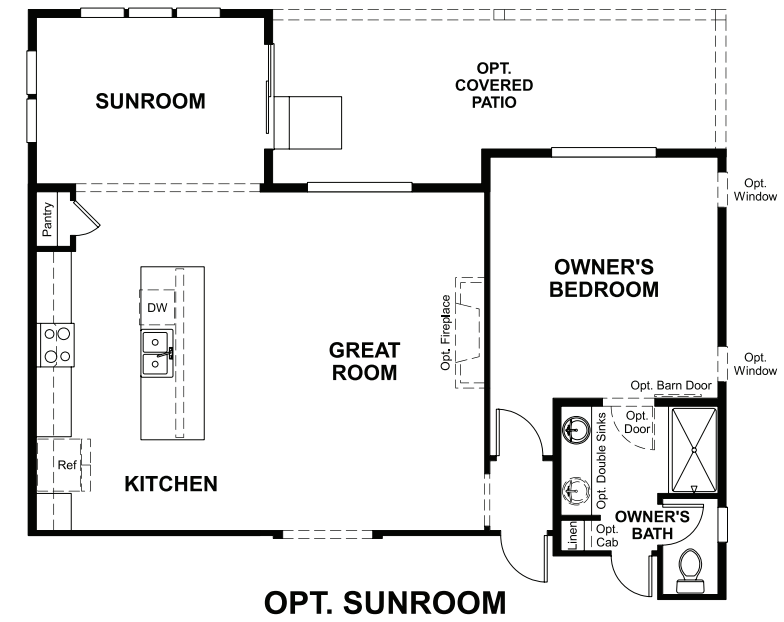 OPT.
COVERED
PATIO
SUNROOM
Opt.
Window
Pantry
OWNER'S
BEDROOM
DW
Opt. Fireplace
GREAT
ROOM
Opt.
Window
Opt. Barn Door
Opt. Double Sinks
Opt.
Door
Ref
KITCHEN
OWNER'S
BATH
Linen
Opt.
Cab
OPT. SUNROOM